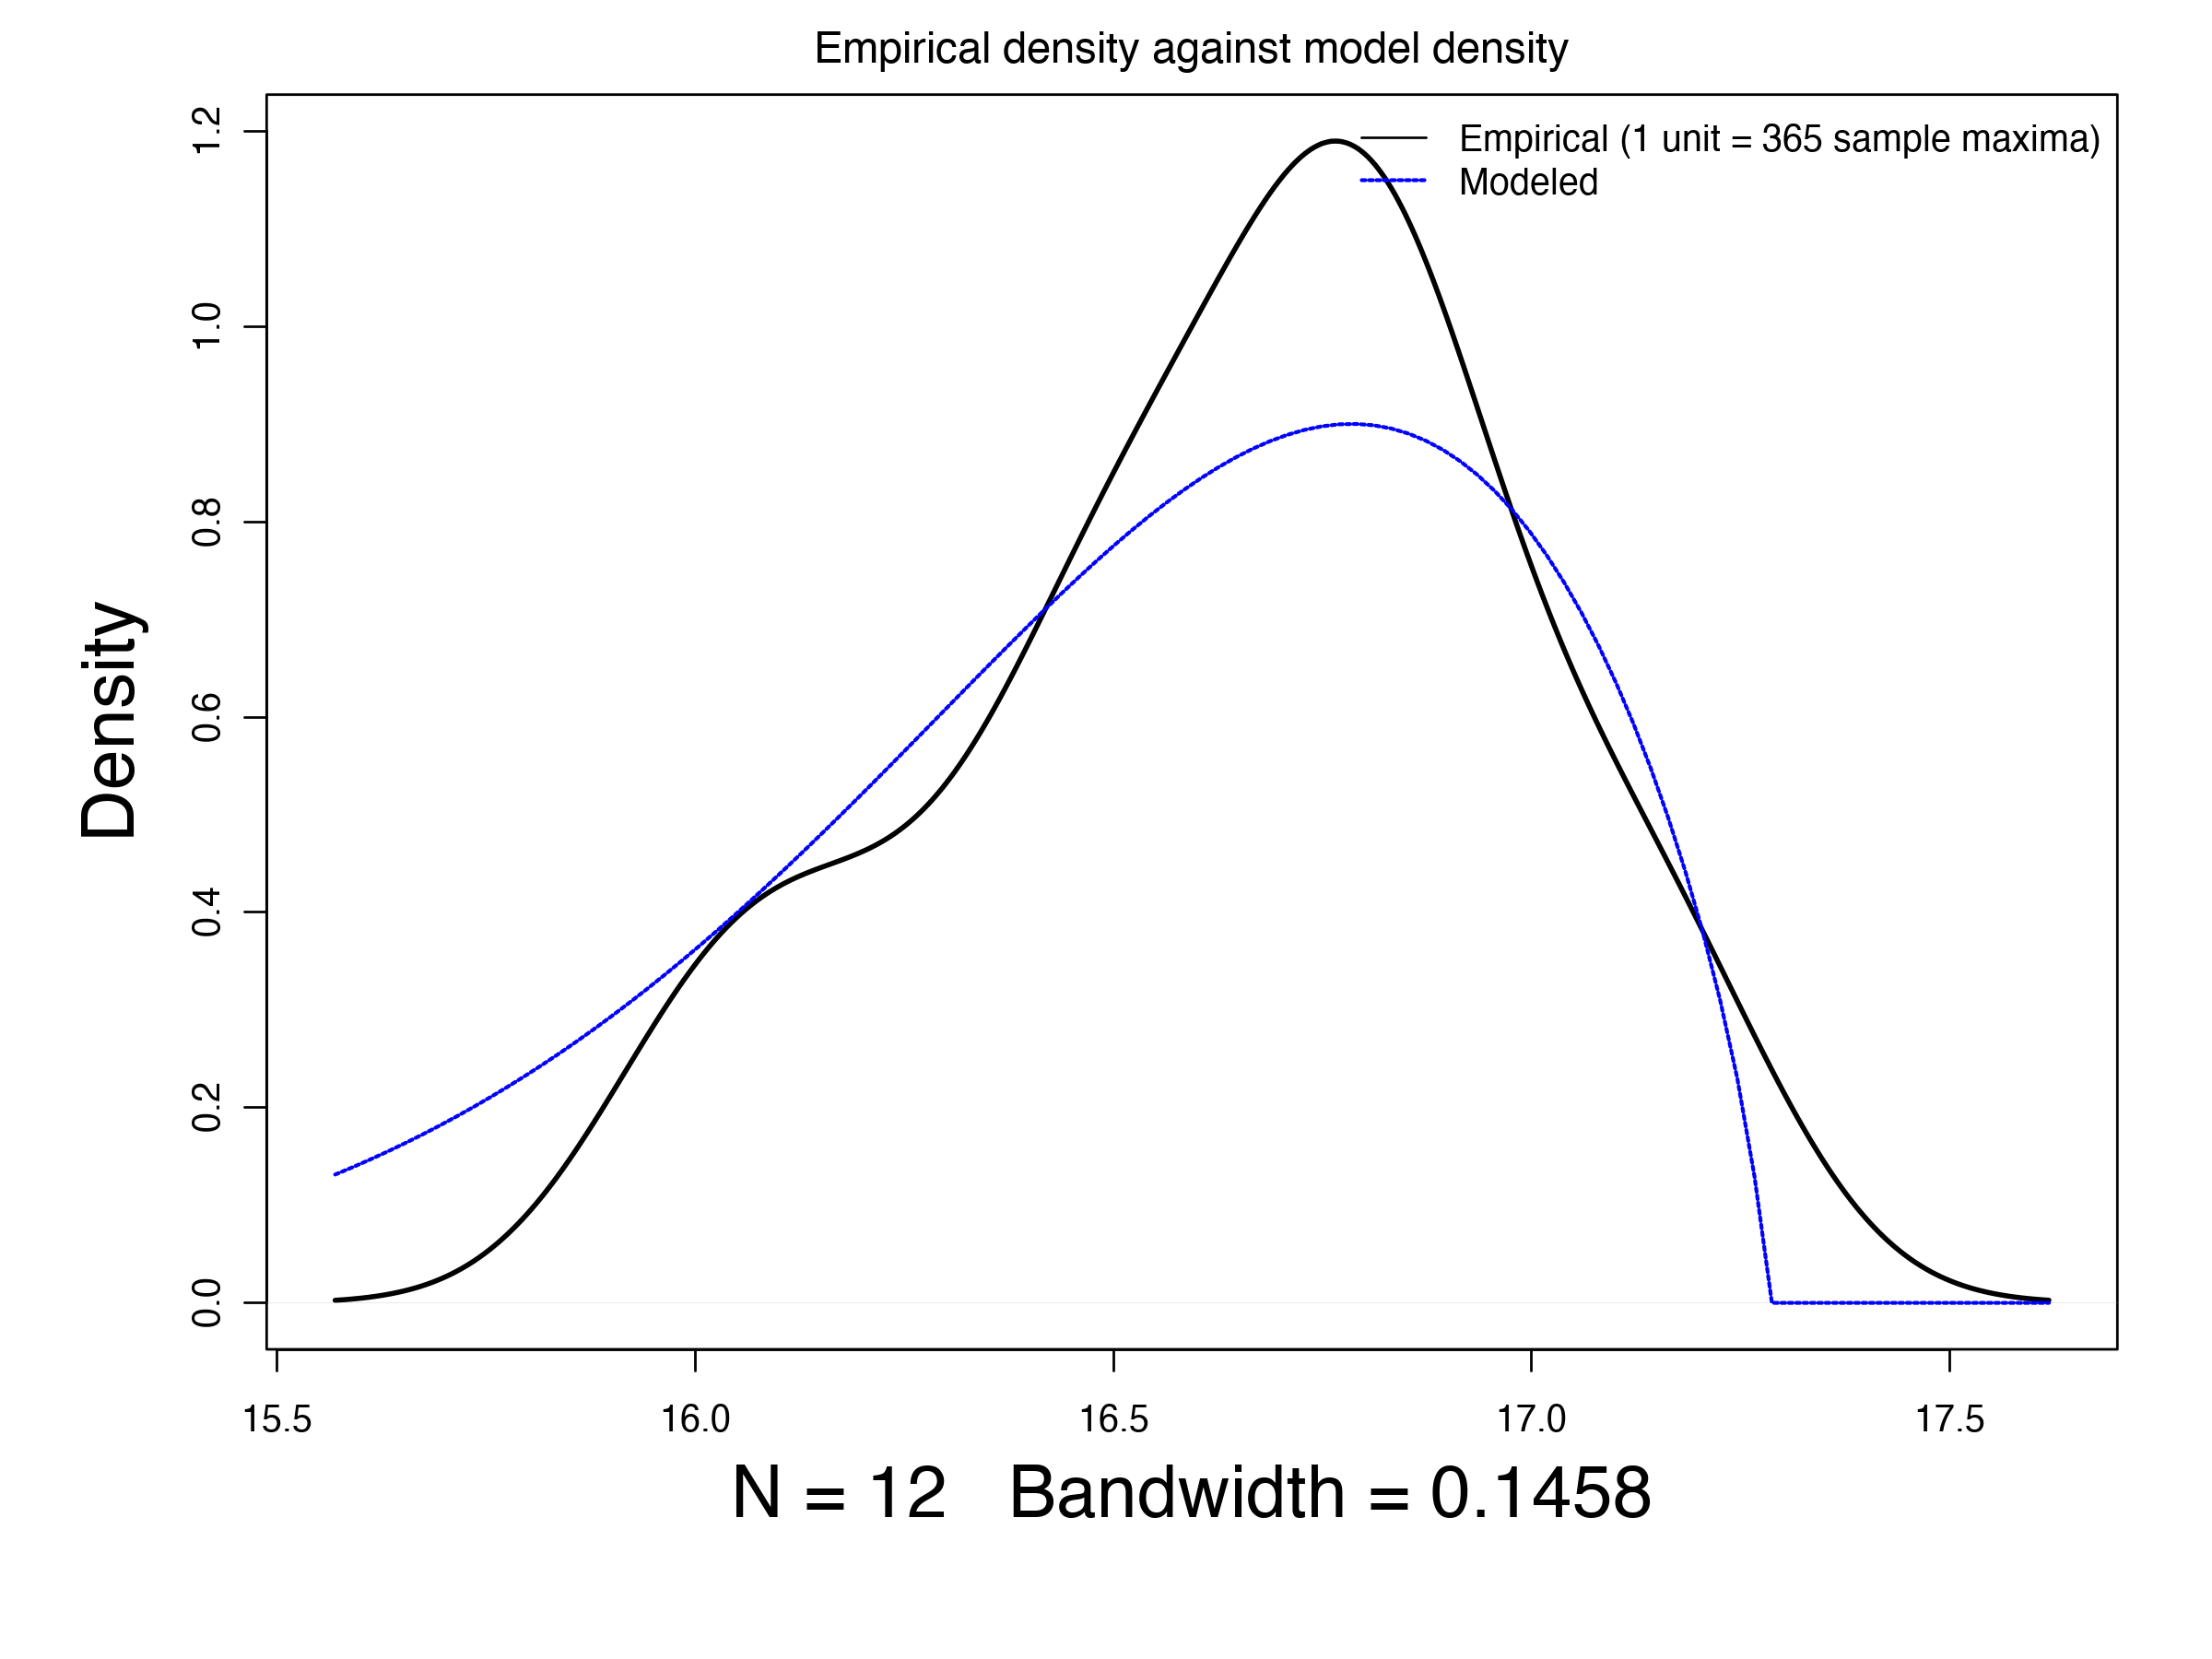 Empirical density against model density
Empirical (1 unit = 365 sample maxima)
Modeled
Density
1.2
1.0
0.8
0.6
0.4
0.2
0.0
15.5 16.0 16.5 17.0 17.5
N = 12 Bandwidth = 0.1458